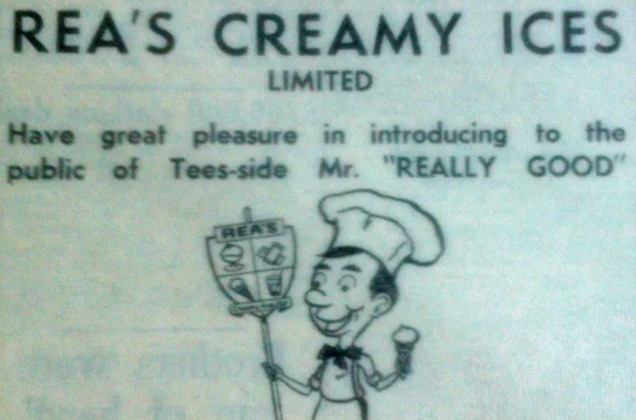 REA'S CREAMY ICES
LIMITED
Have great pleasure in introducing to the
public of Tees-side Mr. "REALLY GOOD"
REA'S